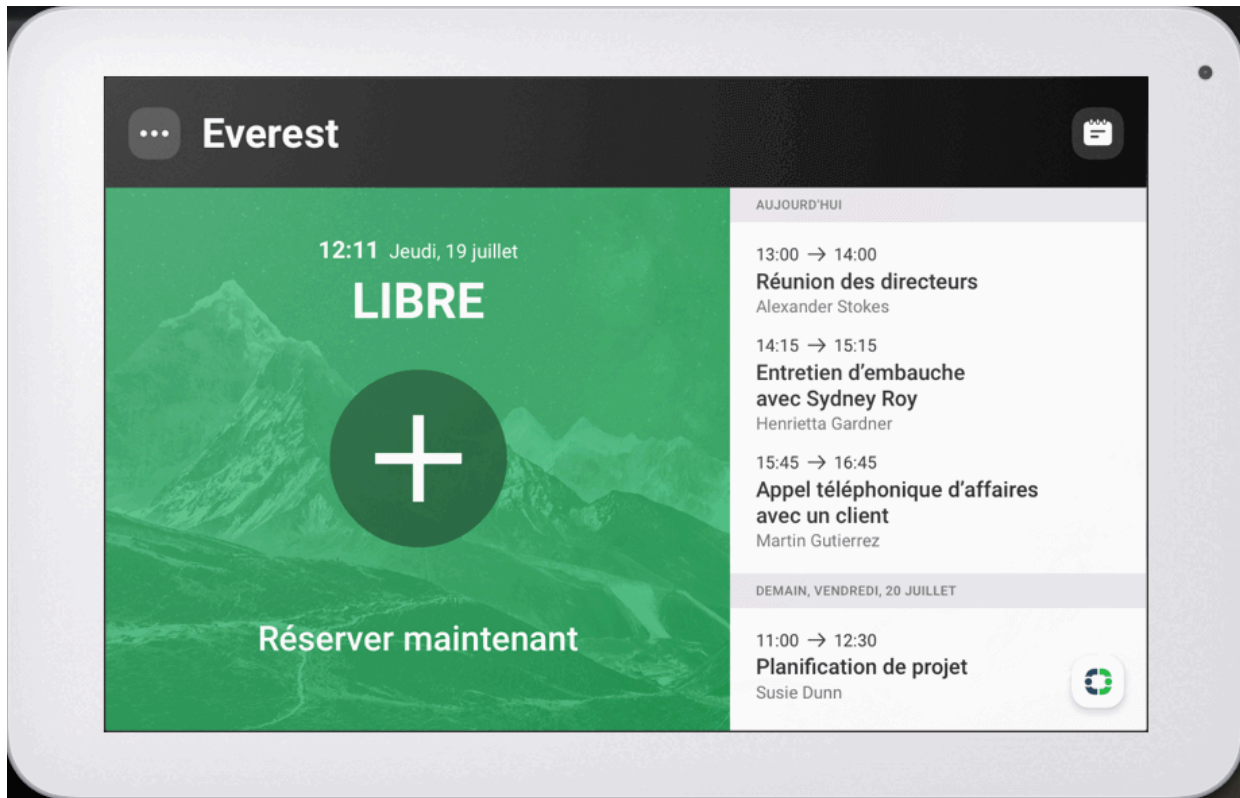 Everest
12:11 Jeudi, 19 juillet
LIBRE
Réserver maintenant
AUJOURD'HUI
13:00 → 14:00
Réunion des directeurs
Alexander Stokes
14:15 → 15:15
Entretien d’embauche
avec Sydney Roy
Henrietta Gardner
15:45 → 16:45
Appel téléphonique d’affaires
avec un client
Martin Gutierrez
DEMAIN, VENDREDI, 20 JUILLET
11:00 → 12:30
Planification de projet
Susie Dunn